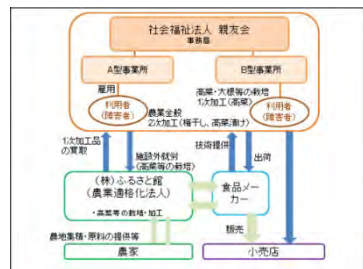 社会福祉法人 親友会
事務局
A型事業所
B型事業所
雇用
利用者
(障害者)
農業全般
2次加工(梅干し、高菜漬け)
高菜・大根等の栽培
1次加工(高菜)
利用者
(障害者)
1次加工品
の買取
施設外就労
(高菜等の栽培)
技術提供
出荷
(株)ふるさと館
(農業適格化法人)
・高菜等の栽培・加工
食品メー
カー
農地集積・原料の提供等
販売
農家
小売店